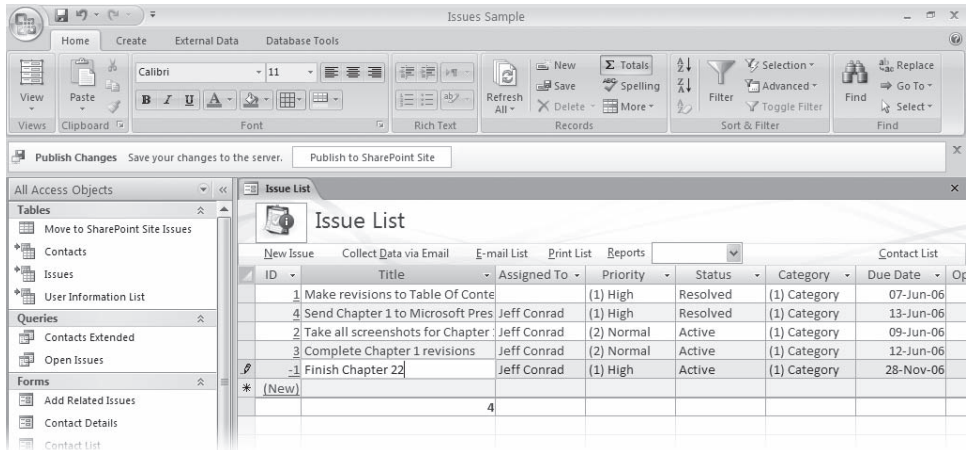 Issues Sample
Home Create External Data Database Tools
Calibri 11
New Totals Selection Replace
View Paste Refresh All Save Spelling Filter Advanced Find Go To
B I U A ab Delete More Toggle Filter Select
Views Clipboard Font Rich Text Records Sort & Filter Find
Publish Changes Save your changes to the server. Publish to SharePoint Site
All Access Objects Issue List
Tables
Move to SharePoint Site Issues
Contacts
Issues
User Information List
Queries
Contacts Extended
Open Issues
Forms
Add Related Issues
Contact Details
Contact List
Issue List
New Issue Collect Data via Email E-mail List Print List Reports Contact List
ID Title Assigned To Priority Status Category Due Date Op
1 Make revisions to Table Of Conte (1) High Resolved (1) Category 07-Jun-06
4 Send Chapter 1 to Microsoft Pres Jeff Conrad (1) High Resolved (1) Category 13-Jun-06
2 Take all screenshots for Chapter Jeff Conrad (2) Normal Active (1) Category 09-Jun-06
3 Complete Chapter 1 revisions Jeff Conrad (2) Normal Active (1) Category 12-Jun-06
-1 Finish Chapter 22 Jeff Conrad (1) High Active (1) Category 28-Nov-06
(New)
4